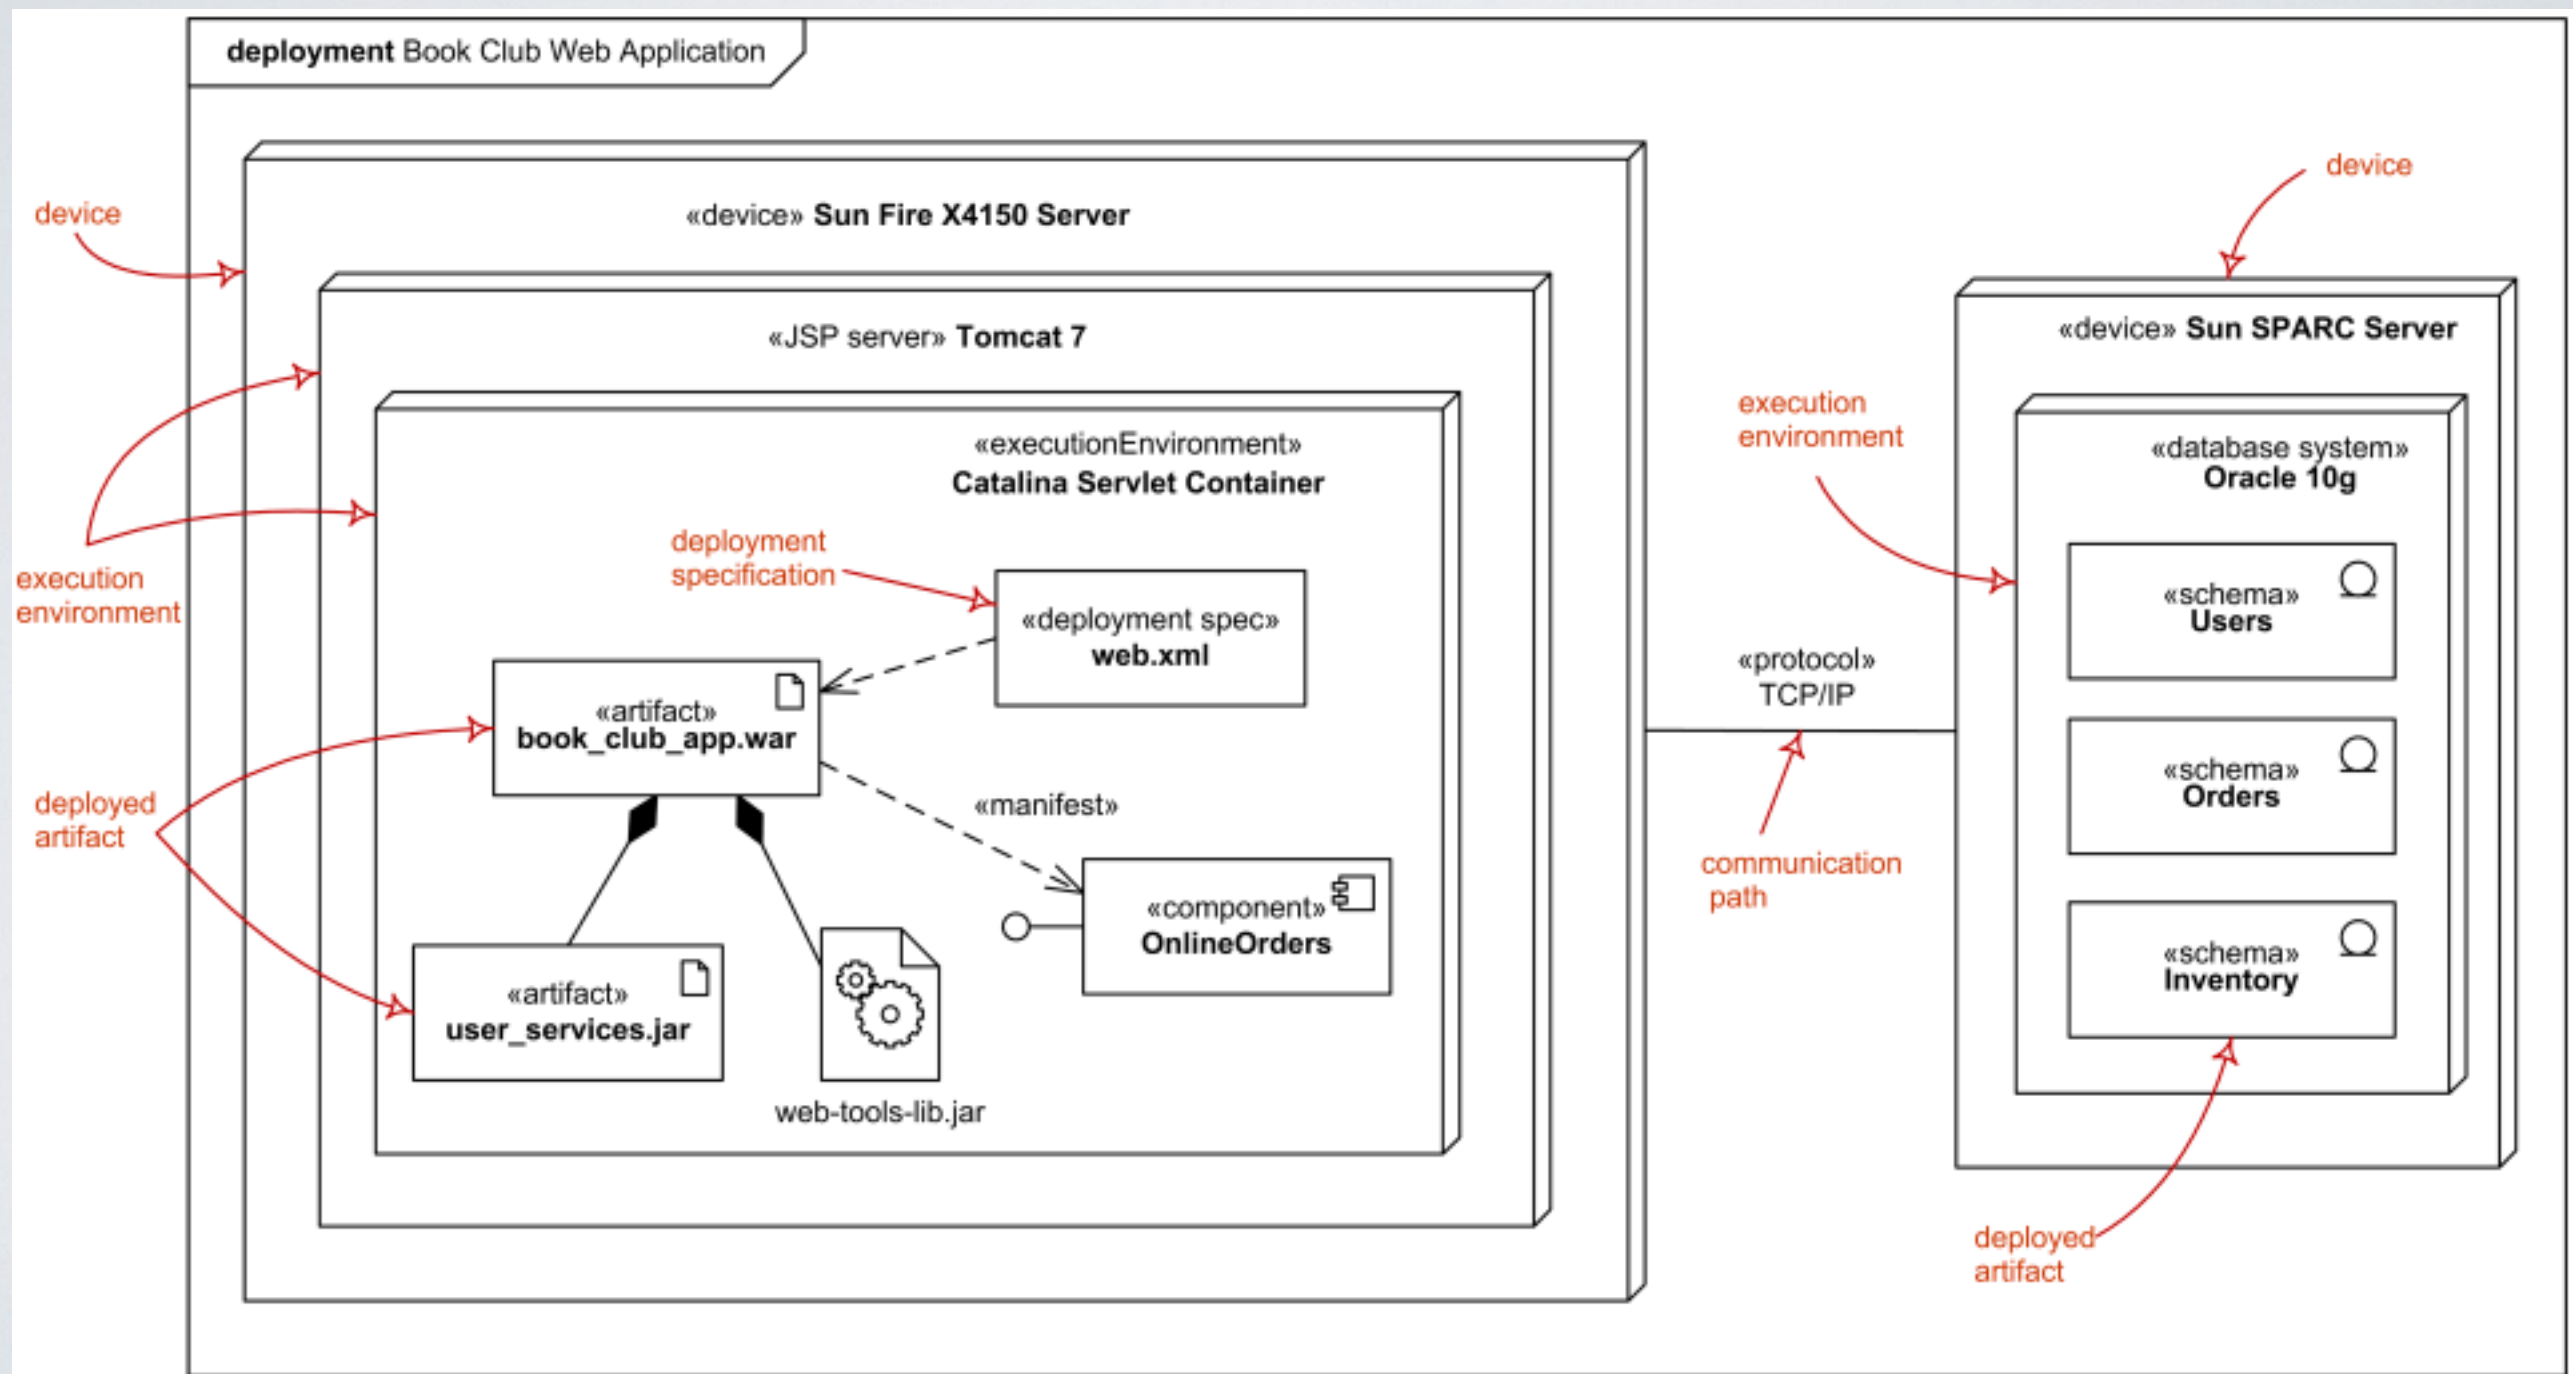 deployment Book Club Web Application
device
«device» Sun Fire X4150 Server
«JSP server» Tomcat 7
«executionEnvironment»
Catalina Servlet Container
execution
environment
deployment
specification
«deployment spec»
web.xml
«artifact»
book_club_app.war
deployed
artifact
«manifest»
«component»
OnlineOrders
«artifact»
user_services.jar
web-tools-lib.jar
«protocol»
TCP/IP
communication
path
device
«device» Sun SPARC Server
execution
environment
«database system»
Oracle 10g
«schema»
Users
«schema»
Orders
«schema»
Inventory
deployed
artifact